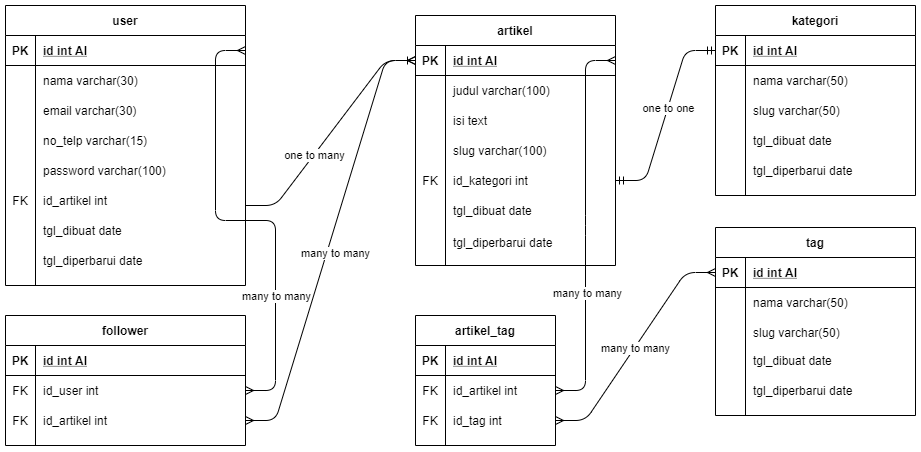 user
PK id int AI
nama varchar(30)
email varchar(30)
no_telp varchar(15)
password varchar(100)
FK id_artikel int
tgl_dibuat date
tgl_diperbarui date
follower
PK id int AI
FK id_user int
FK id_artikel int
one to many
many to many
many to many
artikel
PK id int AI
judul varchar(100)
isi text
slug varchar(100)
FK id_kategori int
tgl_dibuat date
tgl_diperbarui date
artikel_tag
PK id int AI
FK id_artikel int
FK id_tag int
one to one
many to many
many to many
kategori
PK id int AI
nama varchar(50)
slug varchar(50)
tgl_dibuat date
tgl_diperbarui date
tag
PK id int AI
nama varchar(50)
slug varchar(50)
tgl_dibuat date
tgl_diperbarui date